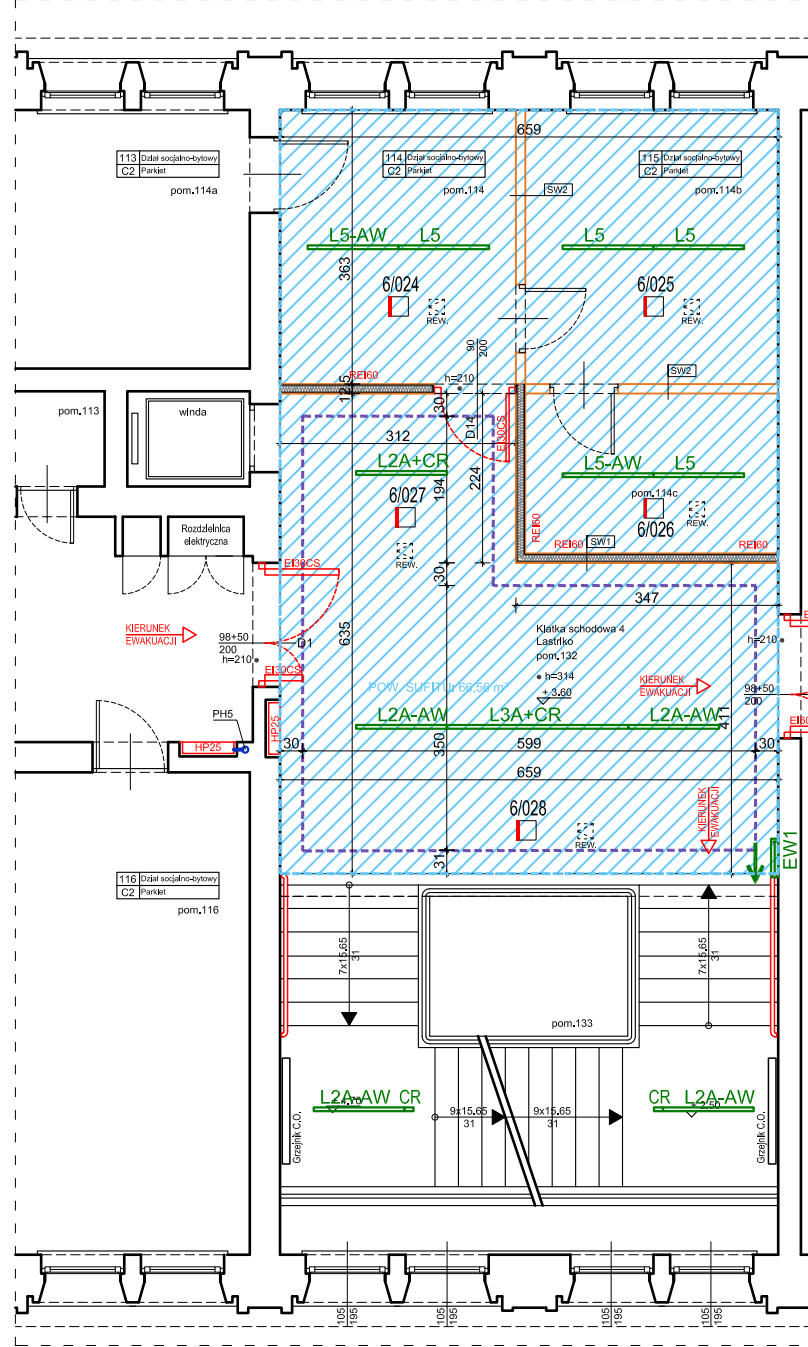 659
113 Dział socjalno-bytowy
C2 Parkiet
pom.114a
114 Dział socjalno-bytowy
C2 Parkiet
pom.114
115 Dział socjalno-bytowy
C2 Parkiet
pom.114b
SW2
L5-AW L5
L5 L5
363
6/024
REW.
6/025
REW.
90
200
REI60
h=210
SW2
12.5
30
pom.113
winda
312
D14
EI30CS
L2A+CR
194
224
L5-AW L5
6/027
REW.
pom.114c
6/026
REW.
Rozdzielnica
elektryczna
REI60
REI60
SW1
REI60
EI30CS
30
347
KIERUNEK
EWAKUACJI
98+50
200
h=210
D1
635
Klatka schodowa 4
Lastriko
pom.132
h=314
+ 3.60
h=210
EI30CS
POW. SUFITU: 66,56 m
KIERUNEK
EWAKUACJI
98+50
200
411
PH5
HP25
HP25
L2A-AW L3A+CR L2A-AW
EI60
30
350
599
30
659
KIERUNEK
EWAKUACJI
6/028
REW.
31
EW1
116 Dział socjalno-bytowy
C2 Parkiet
pom.116
7x15.65
31
7x15.65
31
pom.133
L2A-AW CR
CR L2A-AW
+ 2.50
9x15.65
31
9x15.65
31
Grzejnik C.O.
Grzejnik C.O.
105
195
105
195
105
195
105
195